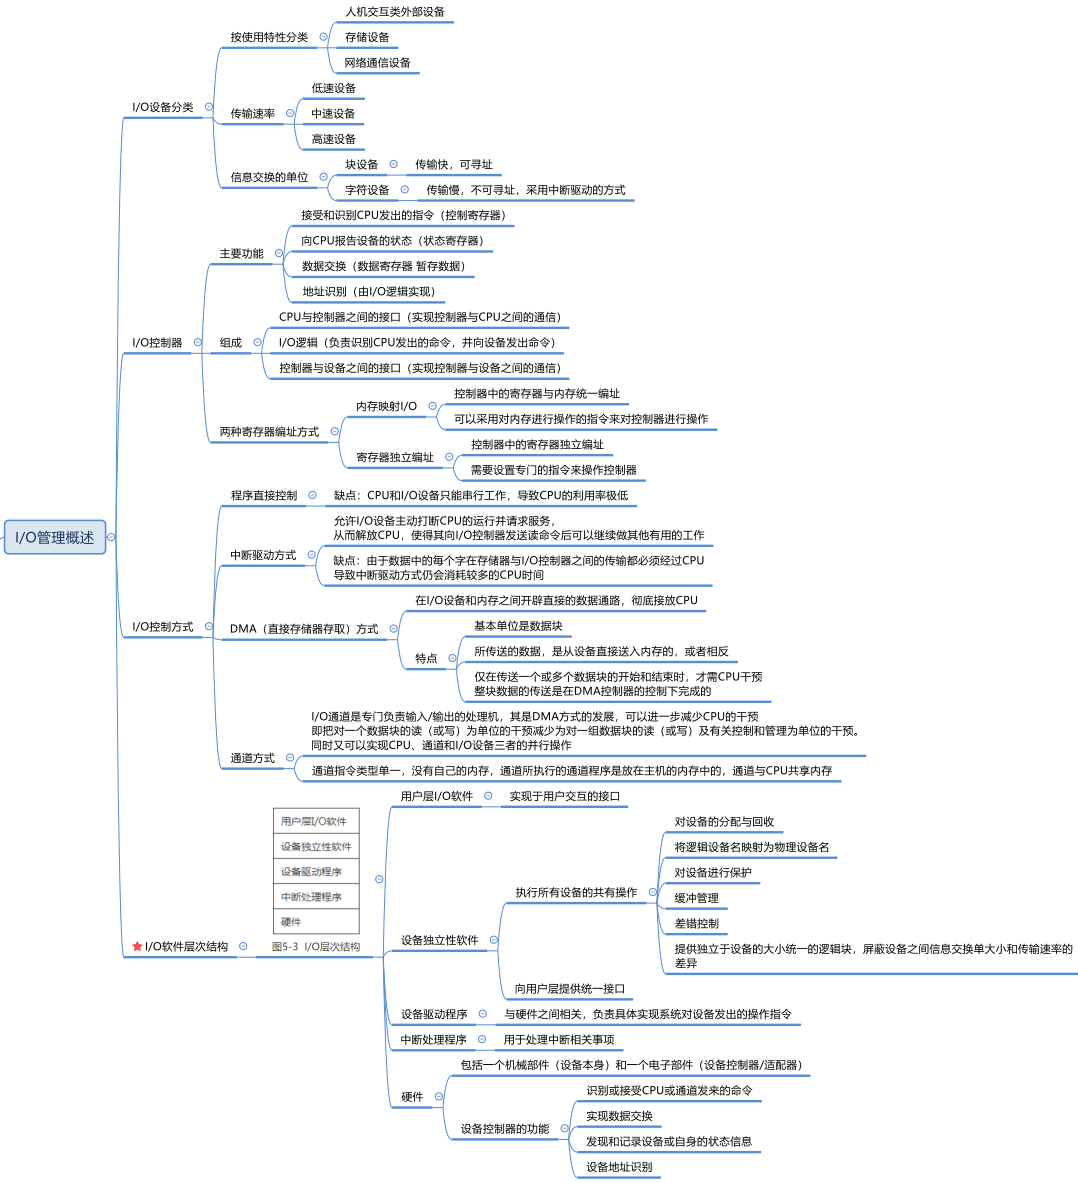 I/O管理概述
I/O设备分类
按使用特性分类
人机交互类外部设备
存储设备
网络通信设备
传输速率
低速设备
中速设备
高速设备
信息交换的单位
块设备
传输快，可寻址
字符设备
传输慢，不可寻址，采用中断驱动的方式
I/O控制器
主要功能
接受和识别CPU发出的指令（控制寄存器）
向CPU报告设备的状态（状态寄存器）
数据交换（数据寄存器 暂存数据）
地址识别（由I/O逻辑实现）
组成
CPU与控制器之间的接口（实现控制器与CPU之间的通信）
I/O逻辑（负责识别CPU发出的命令，并向设备发出命令）
控制器与设备之间的接口（实现控制器与设备之间的通信）
两种寄存器编址方式
内存映射I/O
控制器中的寄存器与内存统一编址
可以采用对内存进行操作的指令来对控制器进行操作
寄存器独立编址
控制器中的寄存器独立编址
需要设置专门的指令来操作控制器
I/O控制方式
程序直接控制
缺点：CPU和I/O设备只能串行工作，导致CPU的利用率极低
中断驱动方式
允许I/O设备主动打断CPU的运行并请求服务，
从而解放CPU，使得其向I/O控制器发送读命令后可以继续做其他有用的工作
缺点：由于数据中的每个字在存储器与I/O控制器之间的传输都必须经过CPU
导致中断驱动方式仍会消耗较多的CPU时间
DMA（直接存储器存取）方式
在I/O设备和内存之间开辟直接的数据通路，彻底接放CPU
特点
基本单位是数据块
所传送的数据，是从设备直接送入内存的，或者相反
仅在传送一个或多个数据块的开始和结束时，才需CPU干预
整块数据的传送是在DMA控制器的控制下完成的
通道方式
I/O通道是专门负责输入/输出的处理机，其是DMA方式的发展，可以进一步减少CPU的干预
即把对一个数据块的读（或写）为单位的干预减少为对一组数据块的读（或写）及有关控制和管理为单位的干预。
同时又可以实现CPU、通道和I/O设备三者的并行操作
通道指令类型单一，没有自己的内存，通道所执行的通道程序是放在主机的内存中的，通道与CPU共享内存
I/O软件层次结构
用户层I/O软件
设备独立性软件
设备驱动程序
中断处理程序
硬件
图5-3 I/O层次结构
用户层I/O软件
实现于用户交互的接口
设备独立性软件
执行所有设备的共有操作
对设备的分配与回收
将逻辑设备名映射为物理设备名
对设备进行保护
缓冲管理
差错控制
提供独立于设备的大小统一的逻辑块，屏蔽设备之间信息交换单大小和传输速率的
差异
向用户层提供统一接口
设备驱动程序
与硬件之间相关，负责具体实现系统对设备发出的操作指令
中断处理程序
用于处理中断相关事项
硬件
包括一个机械部件（设备本身）和一个电子部件（设备控制器/适配器）
设备控制器的功能
识别或接受CPU或通道发来的命令
实现数据交换
发现和记录设备或自身的状态信息
设备地址识别